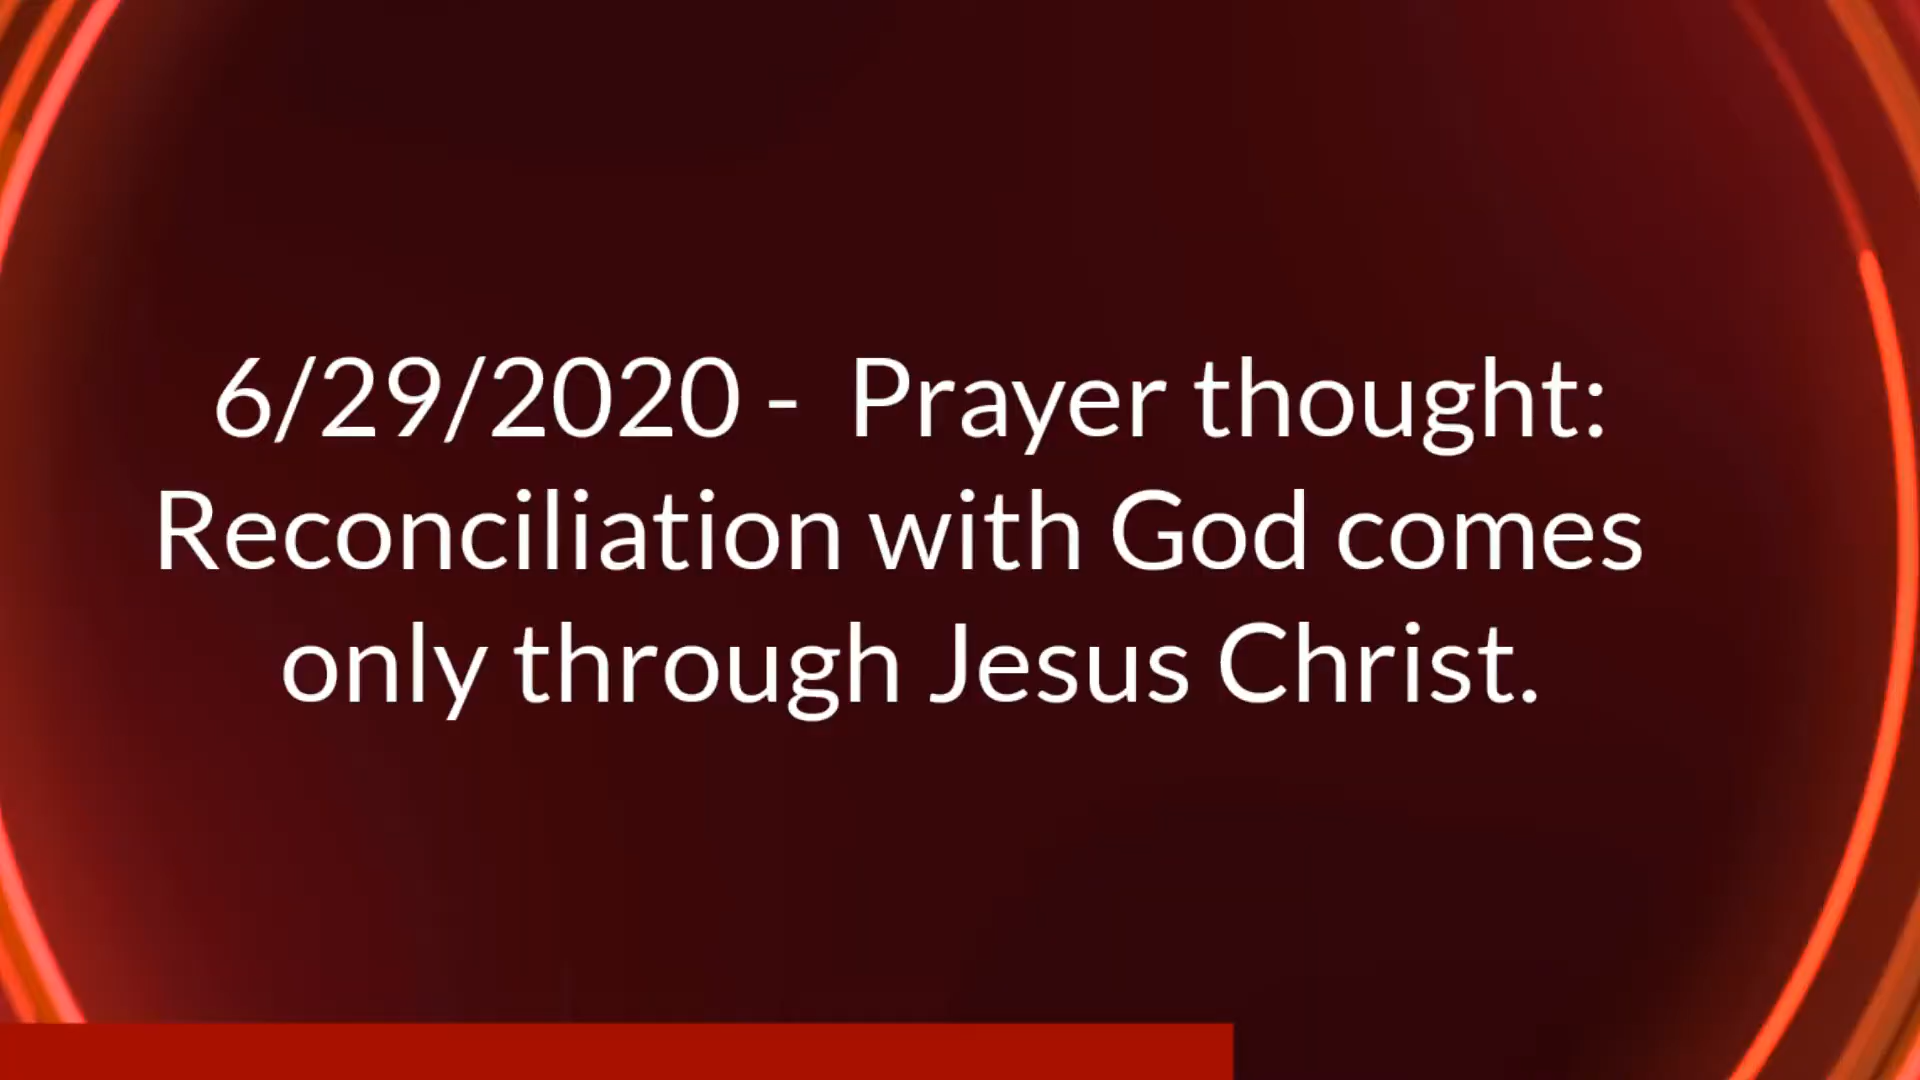 6/29/2020 -  Prayer thought:
Reconciliation with God comes
only through Jesus Christ.